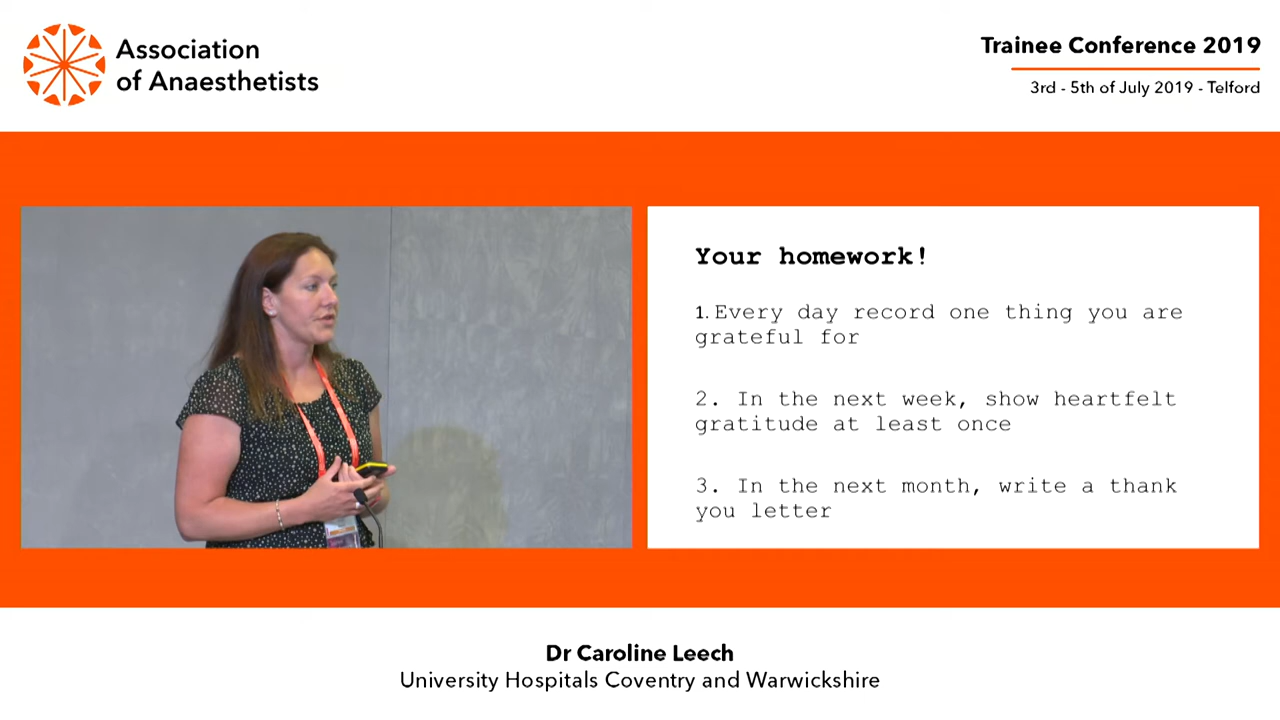 Association
of Anaesthetists
Trainee Conference 2019
3rd - 5th of July 2019 - Telford
Your homework!
1. Every day record one thing you are
grateful for
2. In the next week, show heartfelt
gratitude at least once
3. In the next month, write a thank
you letter
Dr Caroline Leech
University Hospitals Coventry and Warwickshire